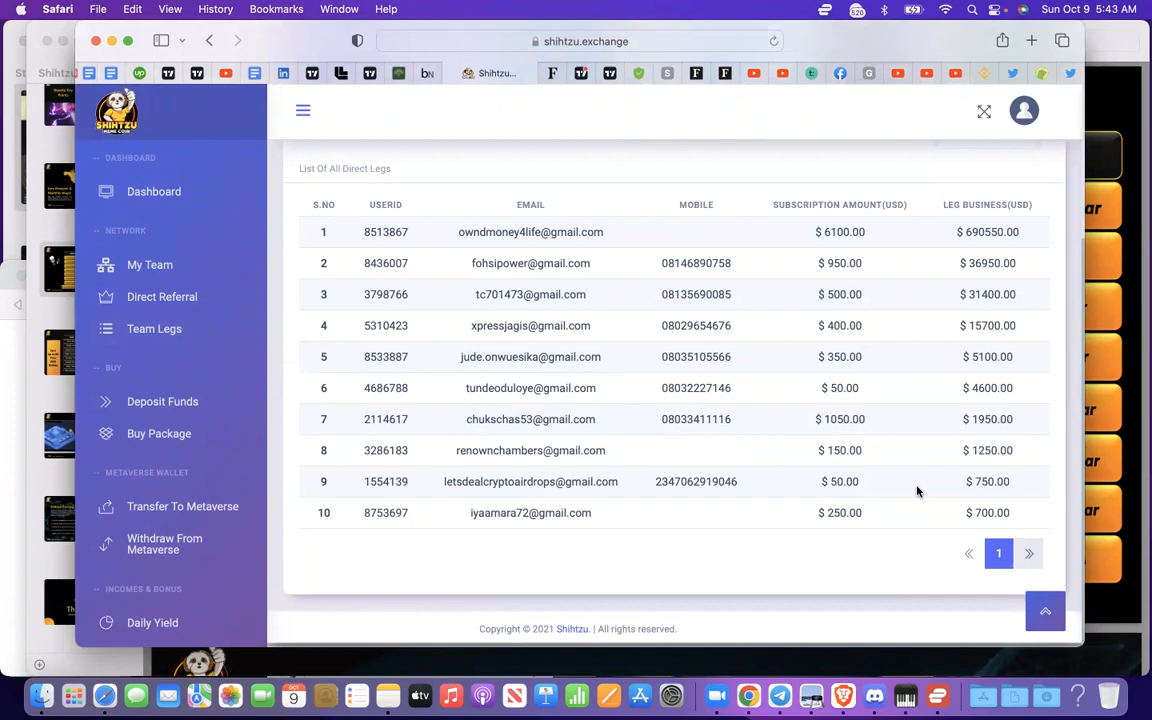 Safari File Edit View History Bookmarks Window Help
520
Sun Oct 9 5:43 AM
shihtzu.exchange
Shihtzu...
SHIHTZU
MEME COIN
DASHBOARD
Dashboard
NETWORK
My Team
Direct Referral
Team Legs
BUY
Deposit Funds
Buy Package
METAVERSE WALLET
Transfer To Metaverse
Withdraw From
Metaverse
INCOMES & BONUS
Daily Yield
List Of All Direct Legs
S.NO USERID EMAIL MOBILE SUBSCRIPTION AMOUNT(USD) LEG BUSINESS(USD)
1 8513867 owndmoney4life@gmail.com $ 6100.00 $ 690550.00
2 8436007 fohsipower@gmail.com 08146890758 $ 950.00 $ 36950.00
3 3798766 tc701473@gmail.com 08135690085 $ 500.00 $ 31400.00
4 5310423 xpressjagis@gmail.com 08029654676 $ 400.00 $ 15700.00
5 8533887 jude.onwuesika@gmail.com 08035105566 $ 350.00 $ 5100.00
6 4686788 tundeoduloye@gmail.com 08032227146 $ 50.00 $ 4600.00
7 2114617 chukschas53@gmail.com 08033411116 $ 1050.00 $ 1950.00
8 3286183 renownchambers@gmail.com $ 150.00 $ 1250.00
9 1554139 letsdealcryptoairdrops@gmail.com 2347062919046 $ 50.00 $ 750.00
10 8753697 iyaamara72@gmail.com $ 250.00 $ 700.00
« 1 »
Copyright © 2021 Shihtzu. | All rights reserved.